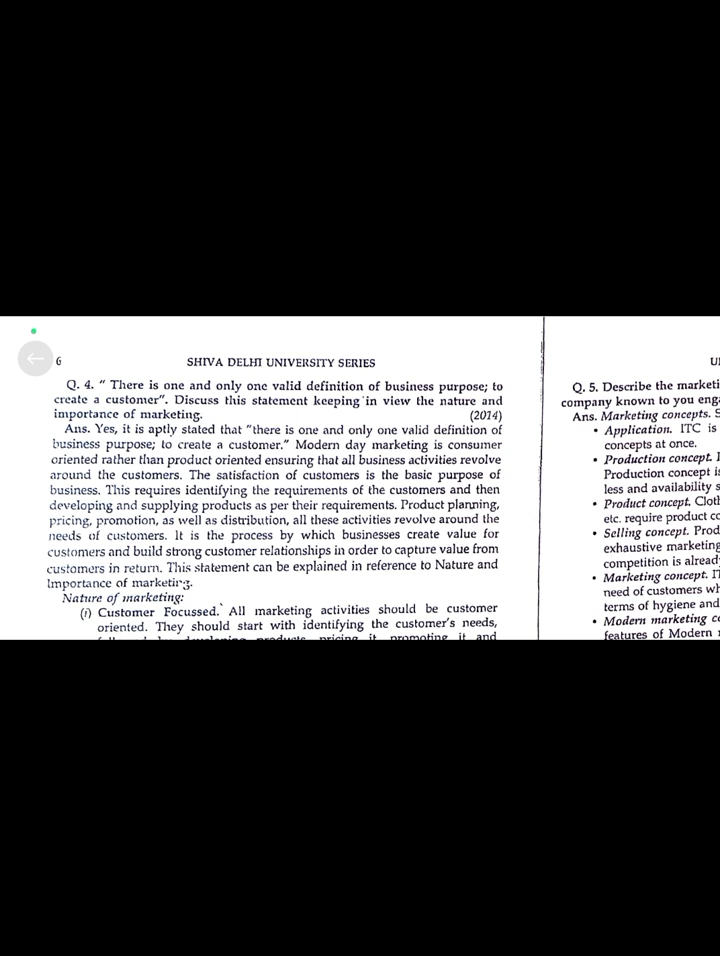 6
SHIVA DELHI UNIVERSITY SERIES
Q. 4. “ There is one and only one valid definition of business purpose; to
create a customer”. Discuss this statement keeping in view the nature and
importance of marketing. (2014)
Ans. Yes, it is aptly stated that “there is one and only one valid definition of
business purpose; to create a customer.” Modern day marketing is consumer
oriented rather than product oriented ensuring that all business activities revolve
around the customers. The satisfaction of customers is the basic purpose of
business. This requires identifying the requirements of the customers and then
developing and supplying products as per their requirements. Product planning,
pricing, promotion, as well as distribution, all these activities revolve around the
needs of customers. It is the process by which businesses create value for
customers and build strong customer relationships in order to capture value from
customers in return. This statement can be explained in reference to Nature and
Importance of marketing.
Nature of marketing:
(i) Customer Focussed. All marketing activities should be customer
oriented. They should start with identifying the customer's needs,
products, pricing it, promoting it and
Q. 5. Describe the
company known to you
Ans. Marketing concepts.
• Application. ITC is
concepts at once.
• Production concept.
Production concept
less and availability
• Product concept.
etc. require product
• Selling concept.
exhaustive marketing
competition is
• Marketing concept.
need of customers
terms of hygiene and
• Modern marketing
features of Modern